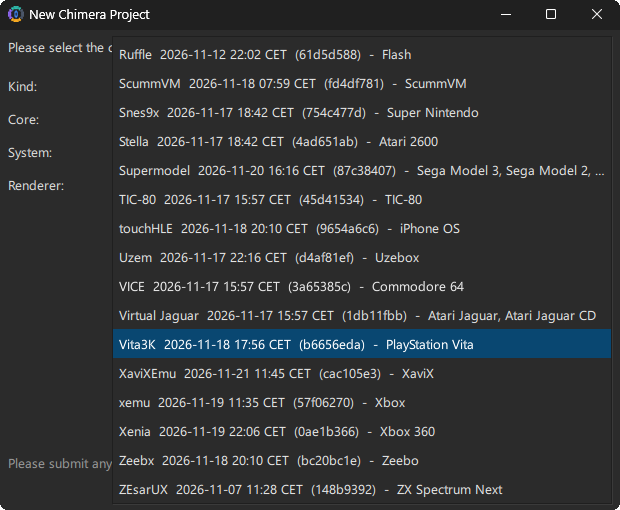 New Chimera Project
Please select the c
Kind:
Core:
System:
Renderer:
Ruffle 2026-11-12 22:02 CET (61d5d588) - Flash
ScummVM 2026-11-18 07:59 CET (fd4df781) - ScummVM
Snes9x 2026-11-17 18:42 CET (754c477d) - Super Nintendo
Stella 2026-11-17 18:42 CET (4ad651ab) - Atari 2600
Supermodel 2026-11-20 16:16 CET (87c38407) - Sega Model 3, Sega Model 2, ...
TIC-80 2026-11-17 15:57 CET (45d41534) - TIC-80
touchHLE 2026-11-18 20:10 CET (9654a6c6) - iPhone OS
Uzem 2026-11-17 22:16 CET (d4af81ef) - Uzebox
VICE 2026-11-17 15:57 CET (3a65385c) - Commodore 64
Virtual Jaguar 2026-11-17 15:57 CET (1db11fbb) - Atari Jaguar, Atari Jaguar CD
Vita3K 2026-11-18 17:56 CET (b6656eda) - PlayStation Vita
XaviXEmu 2026-11-21 11:45 CET (cac105e3) - XaviX
xemu 2026-11-19 11:35 CET (57f06270) - Xbox
Xenia 2026-11-19 22:06 CET (0ae1b366) - Xbox 360
Zeebx 2026-11-18 20:10 CET (bc20bc1e) - Zeebo
ZEsarUX 2026-11-07 11:28 CET (148b9392) - ZX Spectrum Next
Please submit any